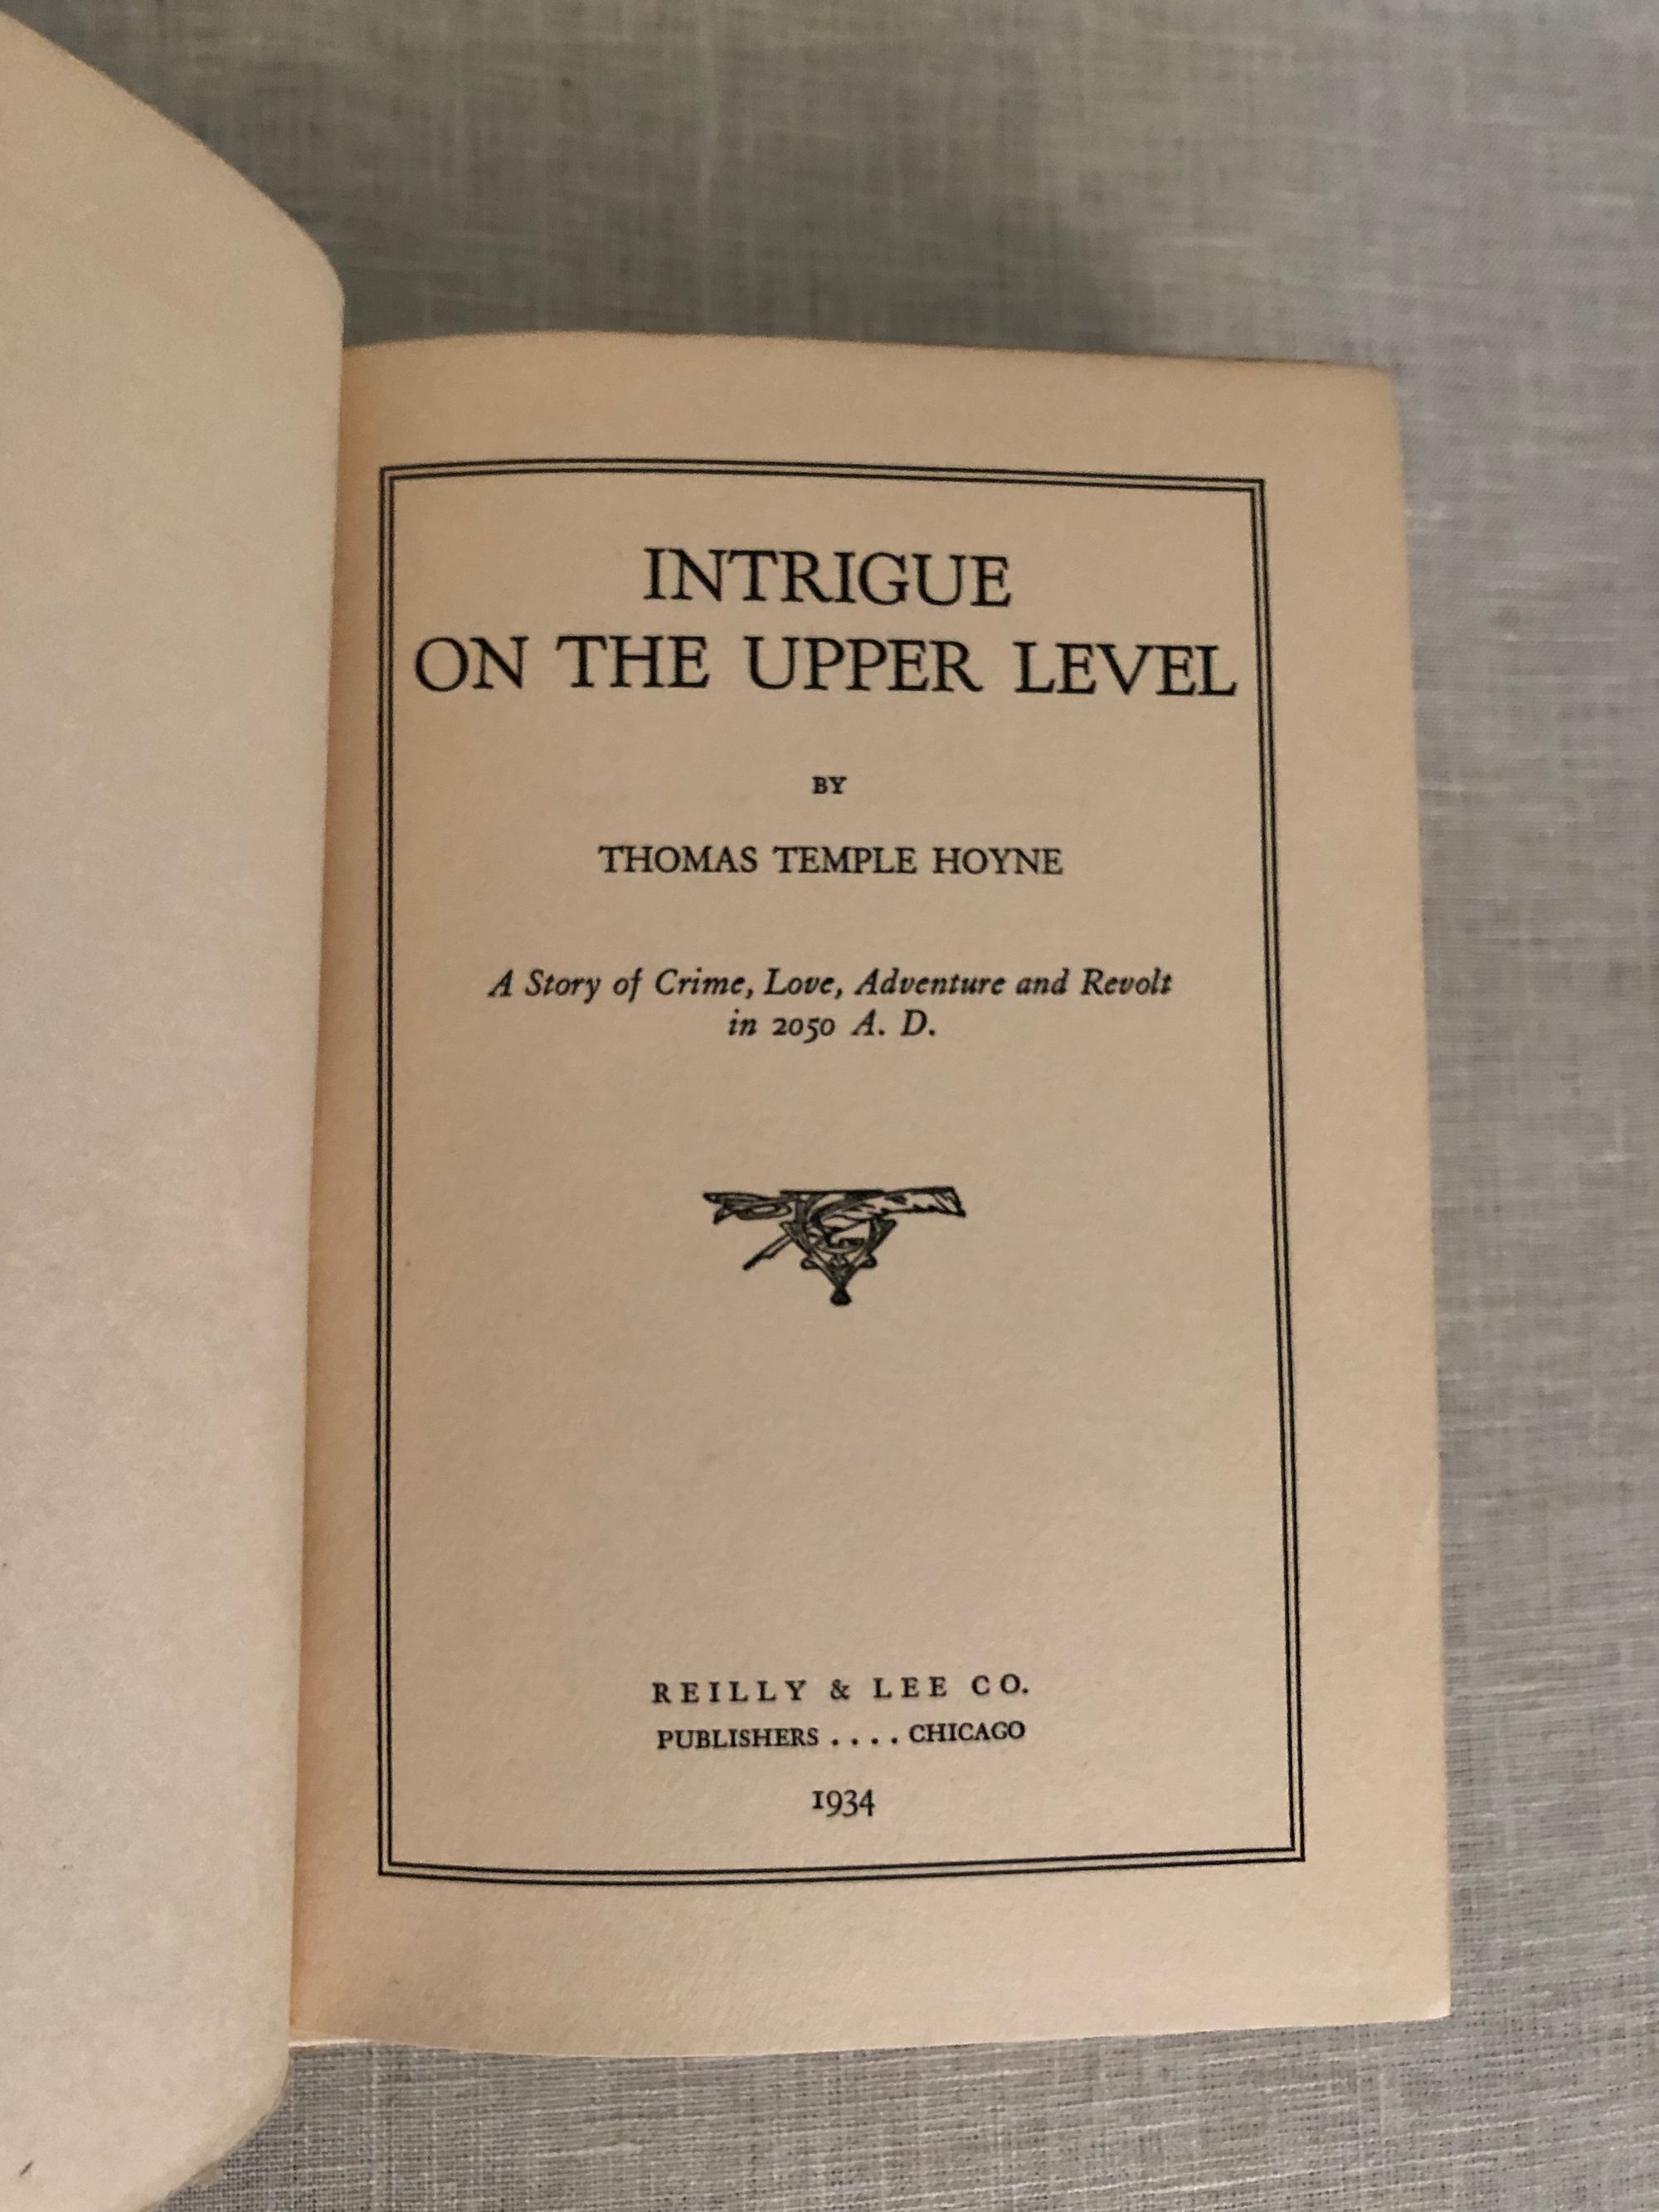 INTRIGUE
ON THE UPPER LEVEL
BY
THOMAS TEMPLE HOYNE
A Story of Crime, Love, Adventure and Revolt
in 2050 A. D.
REILLY & LEE CO.
PUBLISHERS .... CHICAGO
1934